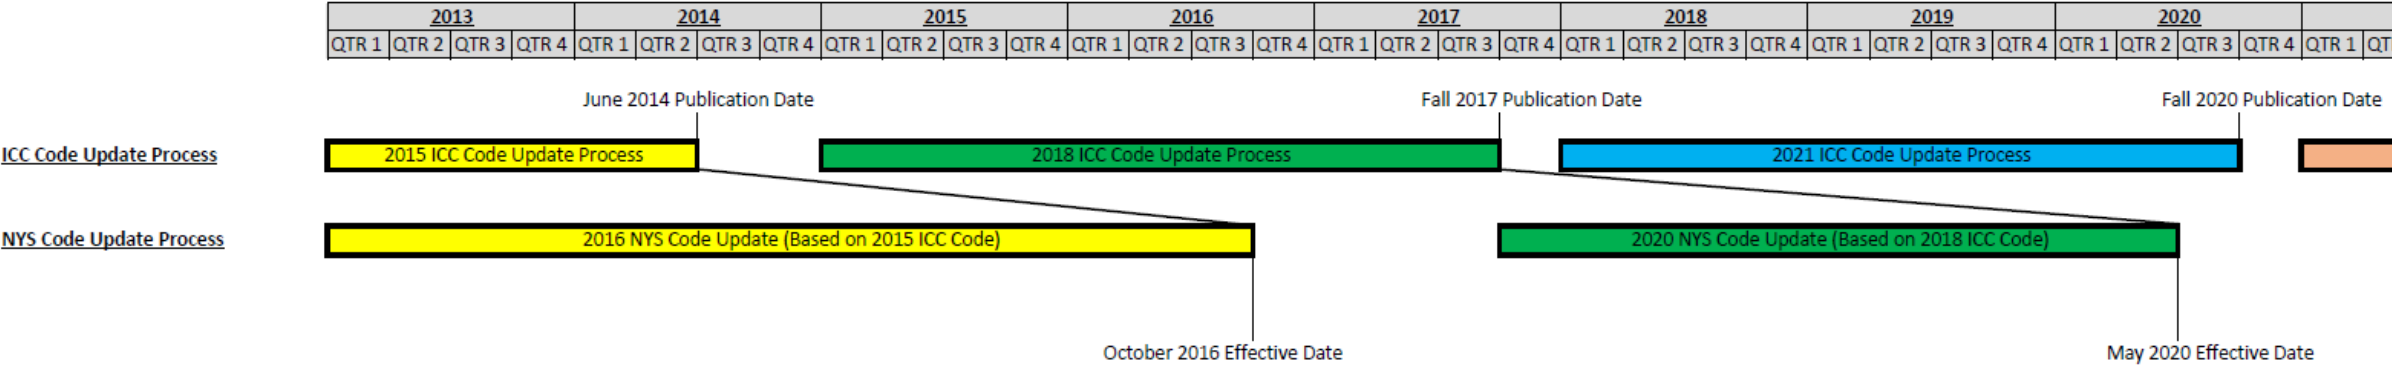 2013 2014 2015 2016 2017 2018 2019 2020
QTR 1 QTR 2 QTR 3 QTR 4 QTR 1 QTR 2 QTR 3 QTR 4 QTR 1 QTR 2 QTR 3 QTR 4 QTR 1 QTR 2 QTR 3 QTR 4 QTR 1 QTR 2 QTR 3 QTR 4 QTR 1 QTR 2 QTR 3 QTR 4 QTR 1 QTR 2 QTR 3 QTR 4 QTR 1 QTR 2 QTR 3 QTR 4 QTR 1 QT
June 2014 Publication Date Fall 2017 Publication Date Fall 2020 Publication Date
ICC Code Update Process 2015 ICC Code Update Process 2018 ICC Code Update Process 2021 ICC Code Update Process
NYS Code Update Process 2016 NYS Code Update (Based on 2015 ICC Code) 2020 NYS Code Update (Based on 2018 ICC Code)
October 2016 Effective Date May 2020 Effective Date